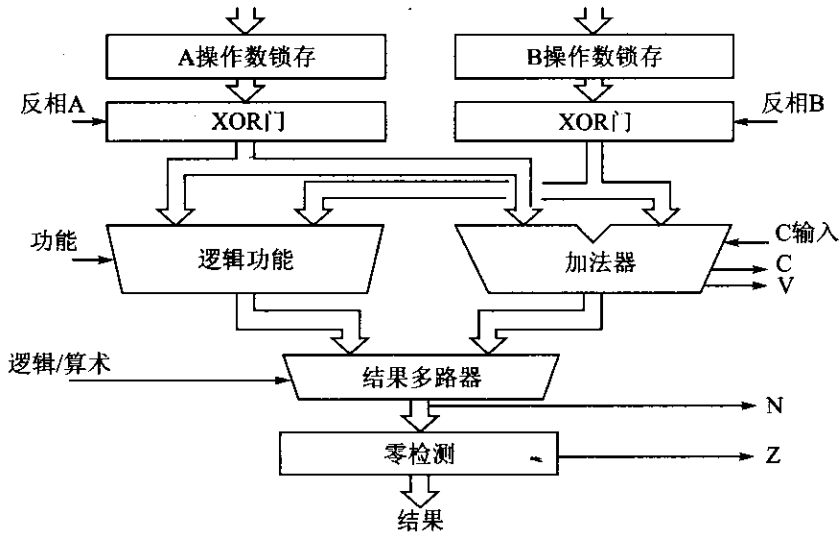 A操作数锁存
B操作数锁存
反相A
XOR门
XOR门
反相B
功能
逻辑功能
加法器
C输入
C
V
逻辑/算术
结果多路器
N
零检测
Z
结果